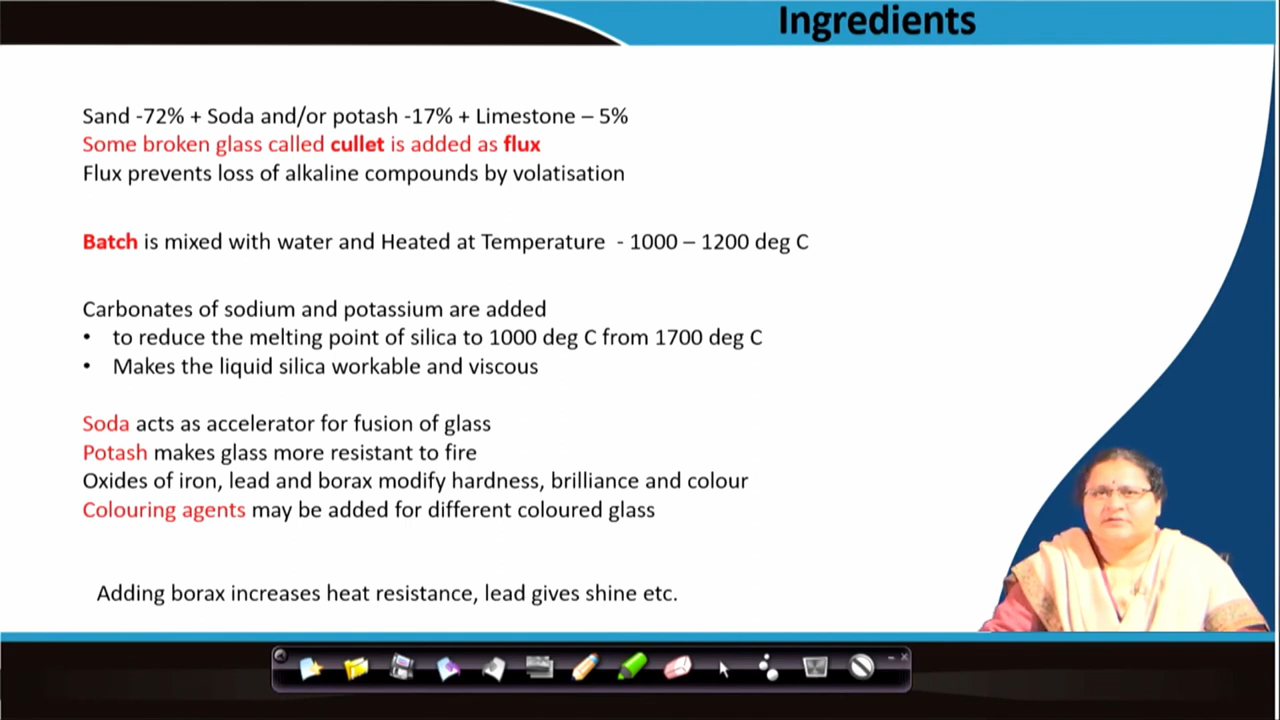 Ingredients
Sand -72% + Soda and/or potash -17% + Limestone – 5%
Some broken glass called cullet is added as flux
Flux prevents loss of alkaline compounds by volatisation
Batch is mixed with water and Heated at Temperature - 1000 – 1200 deg C
Carbonates of sodium and potassium are added
• to reduce the melting point of silica to 1000 deg C from 1700 deg C
• Makes the liquid silica workable and viscous
Soda acts as accelerator for fusion of glass
Potash makes glass more resistant to fire
Oxides of iron, lead and borax modify hardness, brilliance and colour
Colouring agents may be added for different coloured glass
Adding borax increases heat resistance, lead gives shine etc.